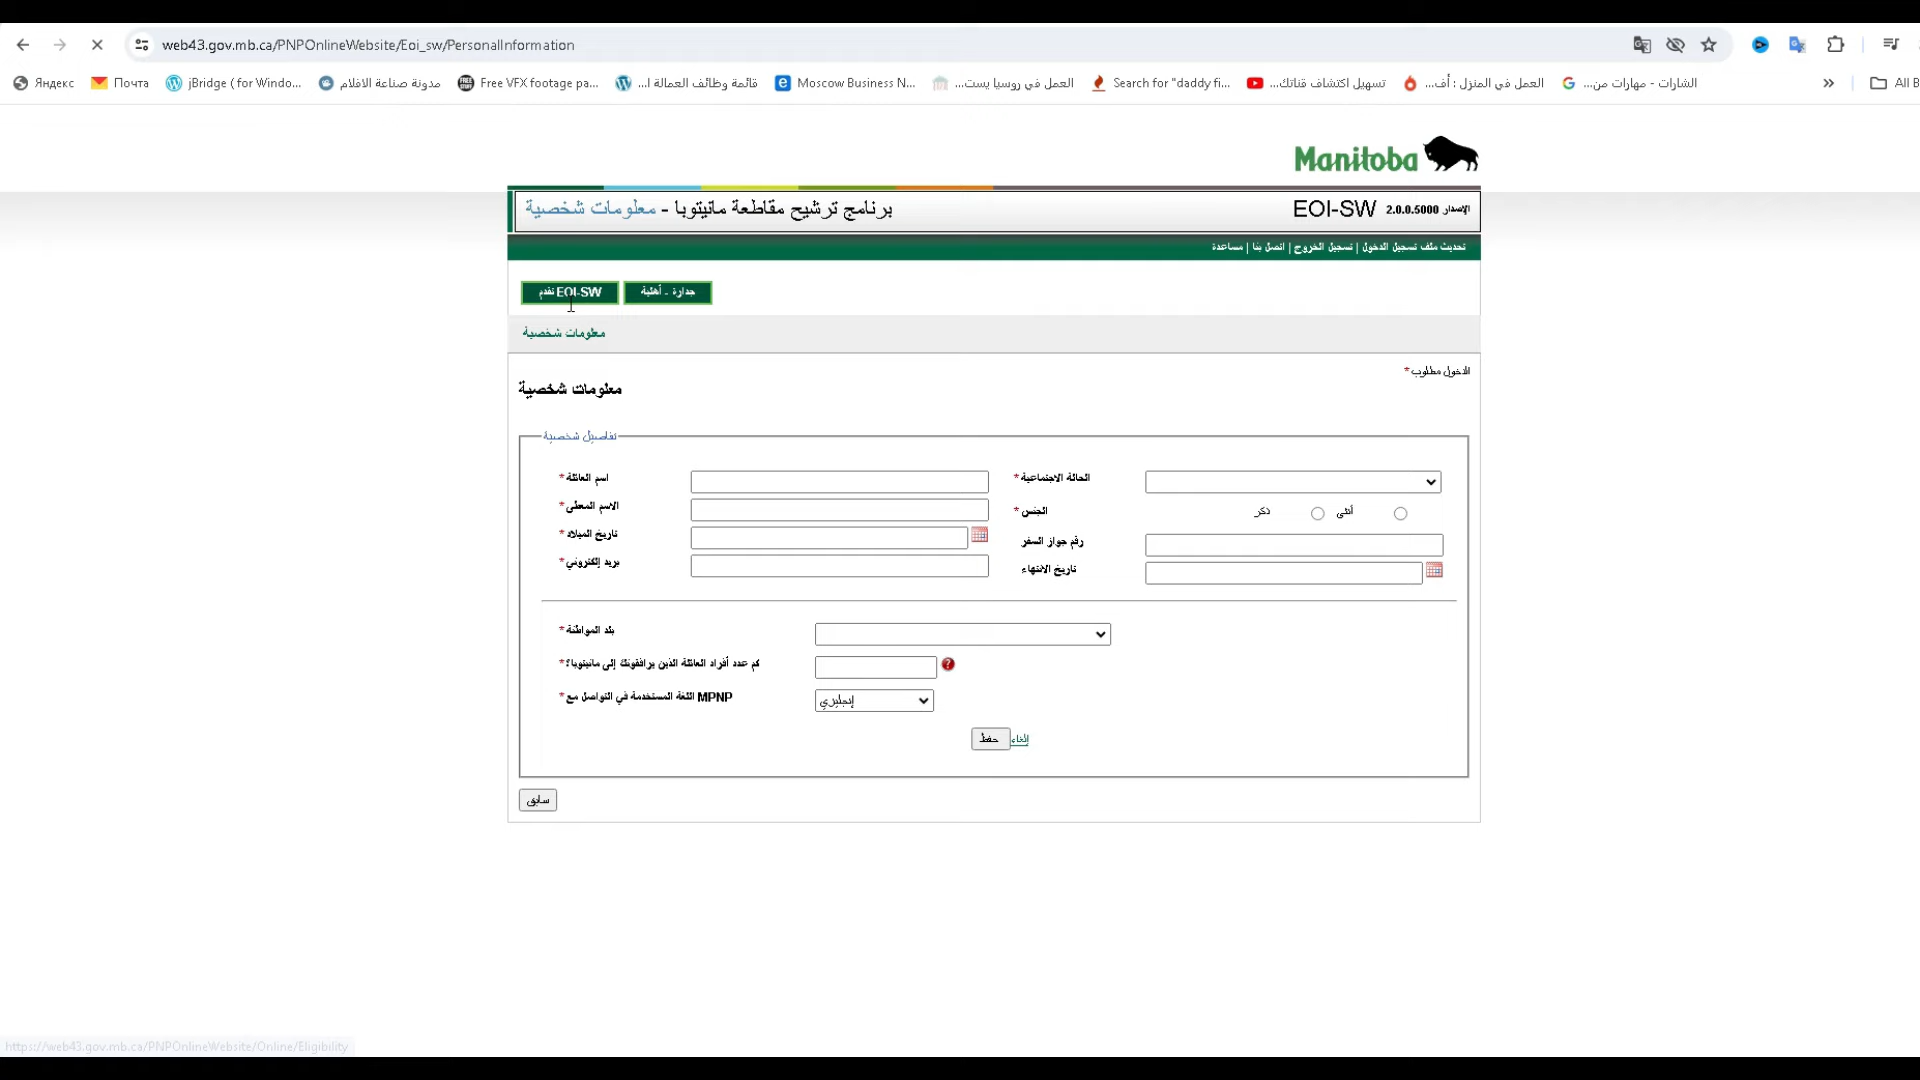 web43.gov.mb.ca/PNPOnlineWebsite/Eoi_sw/PersonalInformation
Яндекс
Почта
jBridge ( for Windo...
مدونة صناعة الافلام
Free VFX footage pa...
قائمة وظائف العمالة ا...
Moscow Business N...
العمل في روسيا يست...
Search for "daddy fi...
تسهيل اكتشاف قناتك...
العمل في المنزل : أف...
الشارات - مهارات من...
»
All B
Manitoba
برنامج ترشيح مقاطعة مانيتوبا - معلومات شخصية
EOI-SW الإصدار 2.0.0.5000
تحديث ملف تسجيل الدخول | تسجيل الخروج | اتصل بنا | مساعدة
تقدم EOI-SW
جدارة - أهلية
معلومات شخصية
الدخول مطلوب *
معلومات شخصية
تفاصيل شخصية
اسم العائلة *
الحالة الاجتماعية *
الاسم المعطى *
الجنس *
ذكر
أنثى
تاريخ الميلاد *
رقم جواز السفر
بريد إلكتروني *
تاريخ الانتهاء
بلد المواطنة *
كم عدد أفراد العائلة الذين يرافقونك إلى مانيتوبا؟ *
?
اللغة المستخدمة في التواصل مع MPNP *
إنجليزي
حفظ
إلغاء
سابق
https://web43.gov.mb.ca/PNPOnlineWebsite/Online/Eligibility